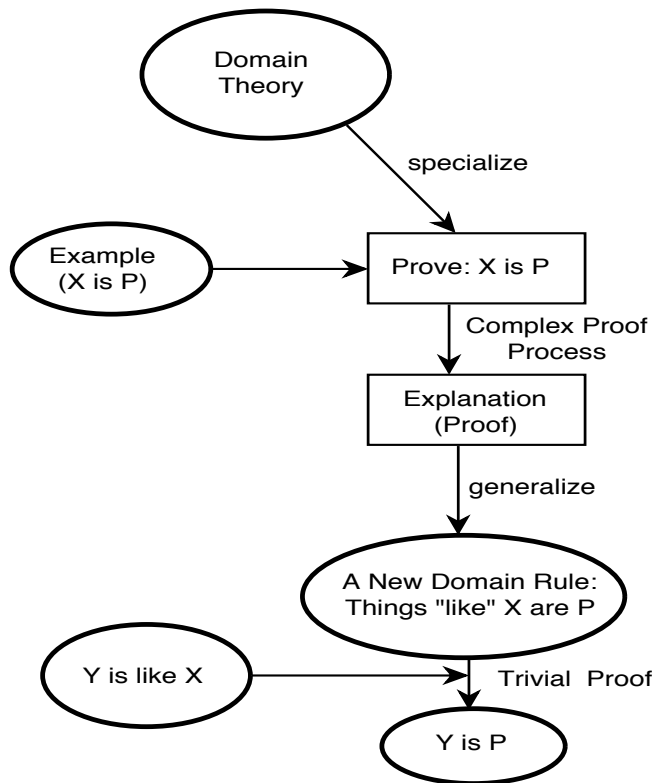 Domain
Theory
specialize
Example
(X is P)
Prove: X is P
Complex Proof
Process
Explanation
(Proof)
generalize
A New Domain Rule:
Things "like" X are P
Y is like X
Trivial Proof
Y is P